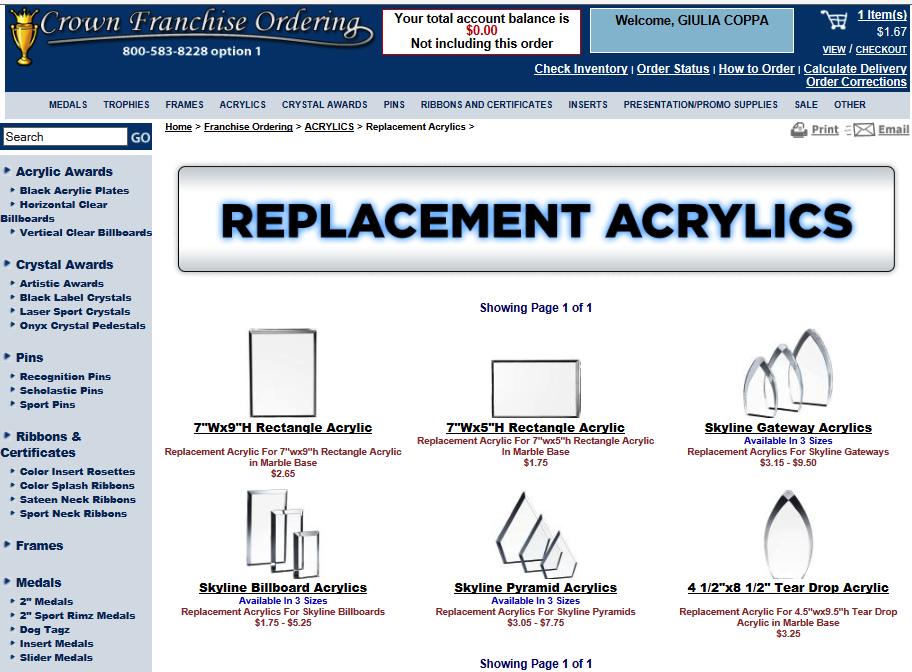 Crown Franchise Ordering
800-583-8228 option 1
Your total account balance is
$0.00
Not including this order
Welcome, GIULIA COPPA
1 Item(s)
$1.67
VIEW / CHECKOUT
Check Inventory | Order Status | How to Order | Calculate Delivery
Order Corrections
MEDALS TROPHIES FRAMES ACRYLICS CRYSTAL AWARDS PINS RIBBONS AND CERTIFICATES INSERTS PRESENTATION/PROMO SUPPLIES SALE OTHER
Search GO
Home > Franchise Ordering > ACRYLICS > Replacement Acrylics >
Print Email
Acrylic Awards
Black Acrylic Plates
Horizontal Clear
Billboards
Vertical Clear Billboards
Crystal Awards
Artistic Awards
Black Label Crystals
Laser Sport Crystals
Onyx Crystal Pedestals
Pins
Recognition Pins
Scholastic Pins
Sport Pins
Ribbons &
Certificates
Color Insert Rosettes
Color Splash Ribbons
Sateen Neck Ribbons
Sport Neck Ribbons
Frames
Medals
2" Medals
2" Sport Rimz Medals
Dog Tagz
Insert Medals
Slider Medals
REPLACEMENT ACRYLICS
Showing Page 1 of 1
7"Wx9"H Rectangle Acrylic
Replacement Acrylic For 7"wx9"h Rectangle Acrylic
in Marble Base
$2.65
7"Wx5"H Rectangle Acrylic
Replacement Acrylic For 7"wx5"h Rectangle Acrylic
in Marble Base
$1.75
Skyline Gateway Acrylics
Available In 3 Sizes
Replacement Acrylics For Skyline Gateways
$3.15 - $9.50
Skyline Billboard Acrylics
Available In 3 Sizes
Replacement Acrylics For Skyline Billboards
$1.75 - $5.25
Skyline Pyramid Acrylics
Available In 3 Sizes
Replacement Acrylics For Skyline Pyramids
$3.05 - $7.75
4 1/2"x8 1/2" Tear Drop Acrylic
Replacement Acrylic For 4.5"wx9.5"h Tear Drop
Acrylic in Marble Base
$3.25
Showing Page 1 of 1